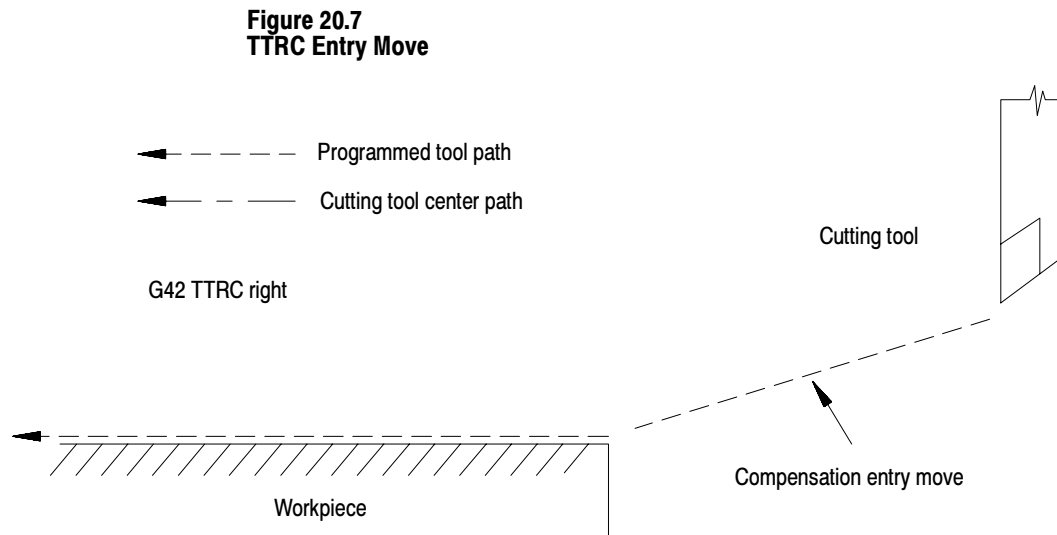 Figure 20.7
TTRC Entry Move
Programmed tool path
Cutting tool center path
Cutting tool
G42 TTRC right
Compensation entry move
Workpiece